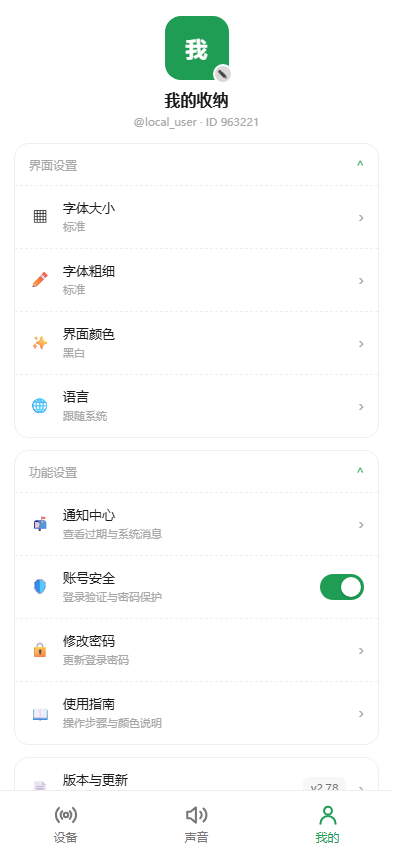 我
我的收纳
@local_user · ID 963221
界面设置
字体大小
标准
字体粗细
标准
界面颜色
黑白
语言
跟随系统
功能设置
通知中心
查看过期与系统消息
账号安全
登录验证与密码保护
修改密码
更新登录密码
使用指南
操作步骤与颜色说明
版本与更新
v2.78
设备
声音
我的